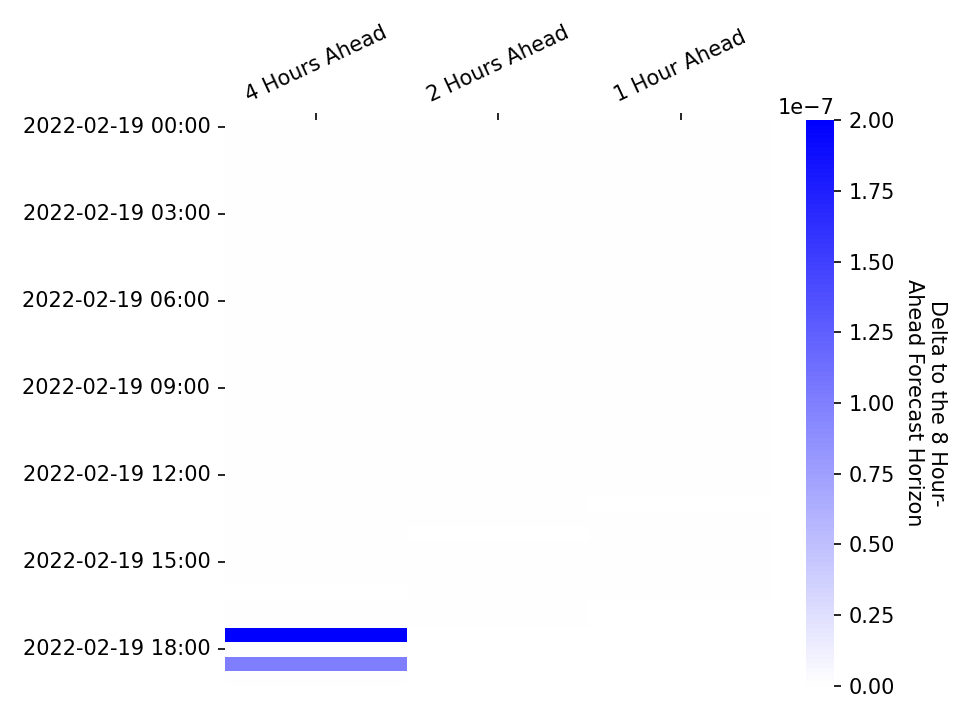 4 Hours Ahead
2 Hours Ahead
1 Hour Ahead
1e−7
2022-02-19 00:00
2022-02-19 03:00
2022-02-19 06:00
2022-02-19 09:00
2022-02-19 12:00
2022-02-19 15:00
2022-02-19 18:00
2.00
1.75
1.50
1.25
1.00
0.75
0.50
0.25
0.00
Delta to the 8 Hour-
Ahead Forecast Horizon